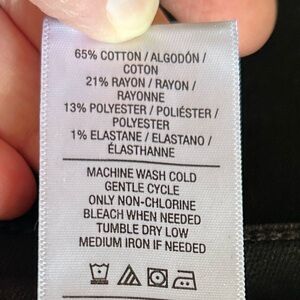 65% COTTON / ALGODÓN /
COTON
21% RAYON / RAYON /
RAYONNE
13% POLYESTER / POLIÉSTER /
POLYESTER
1% ELASTANE / ELASTANO /
ÉLASTHANNE
MACHINE WASH COLD
GENTLE CYCLE
ONLY NON-CHLORINE
BLEACH WHEN NEEDED
TUMBLE DRY LOW
MEDIUM IRON IF NEEDED